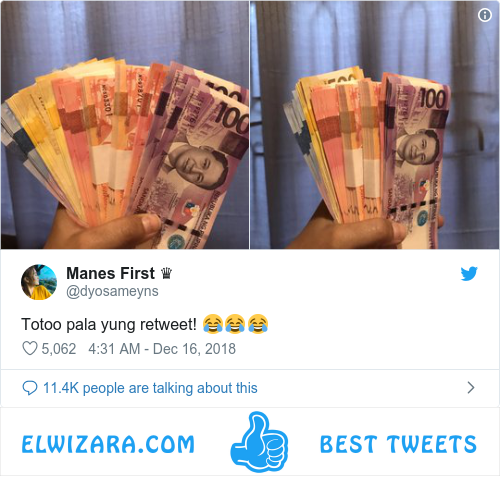 100
100
100
Manes First ♛
@dyosameyns
Totoo pala yung retweet! 😂😂😂
5,062 4:31 AM - Dec 16, 2018
11.4K people are talking about this
ELWIZARA.COM BEST TWEETS